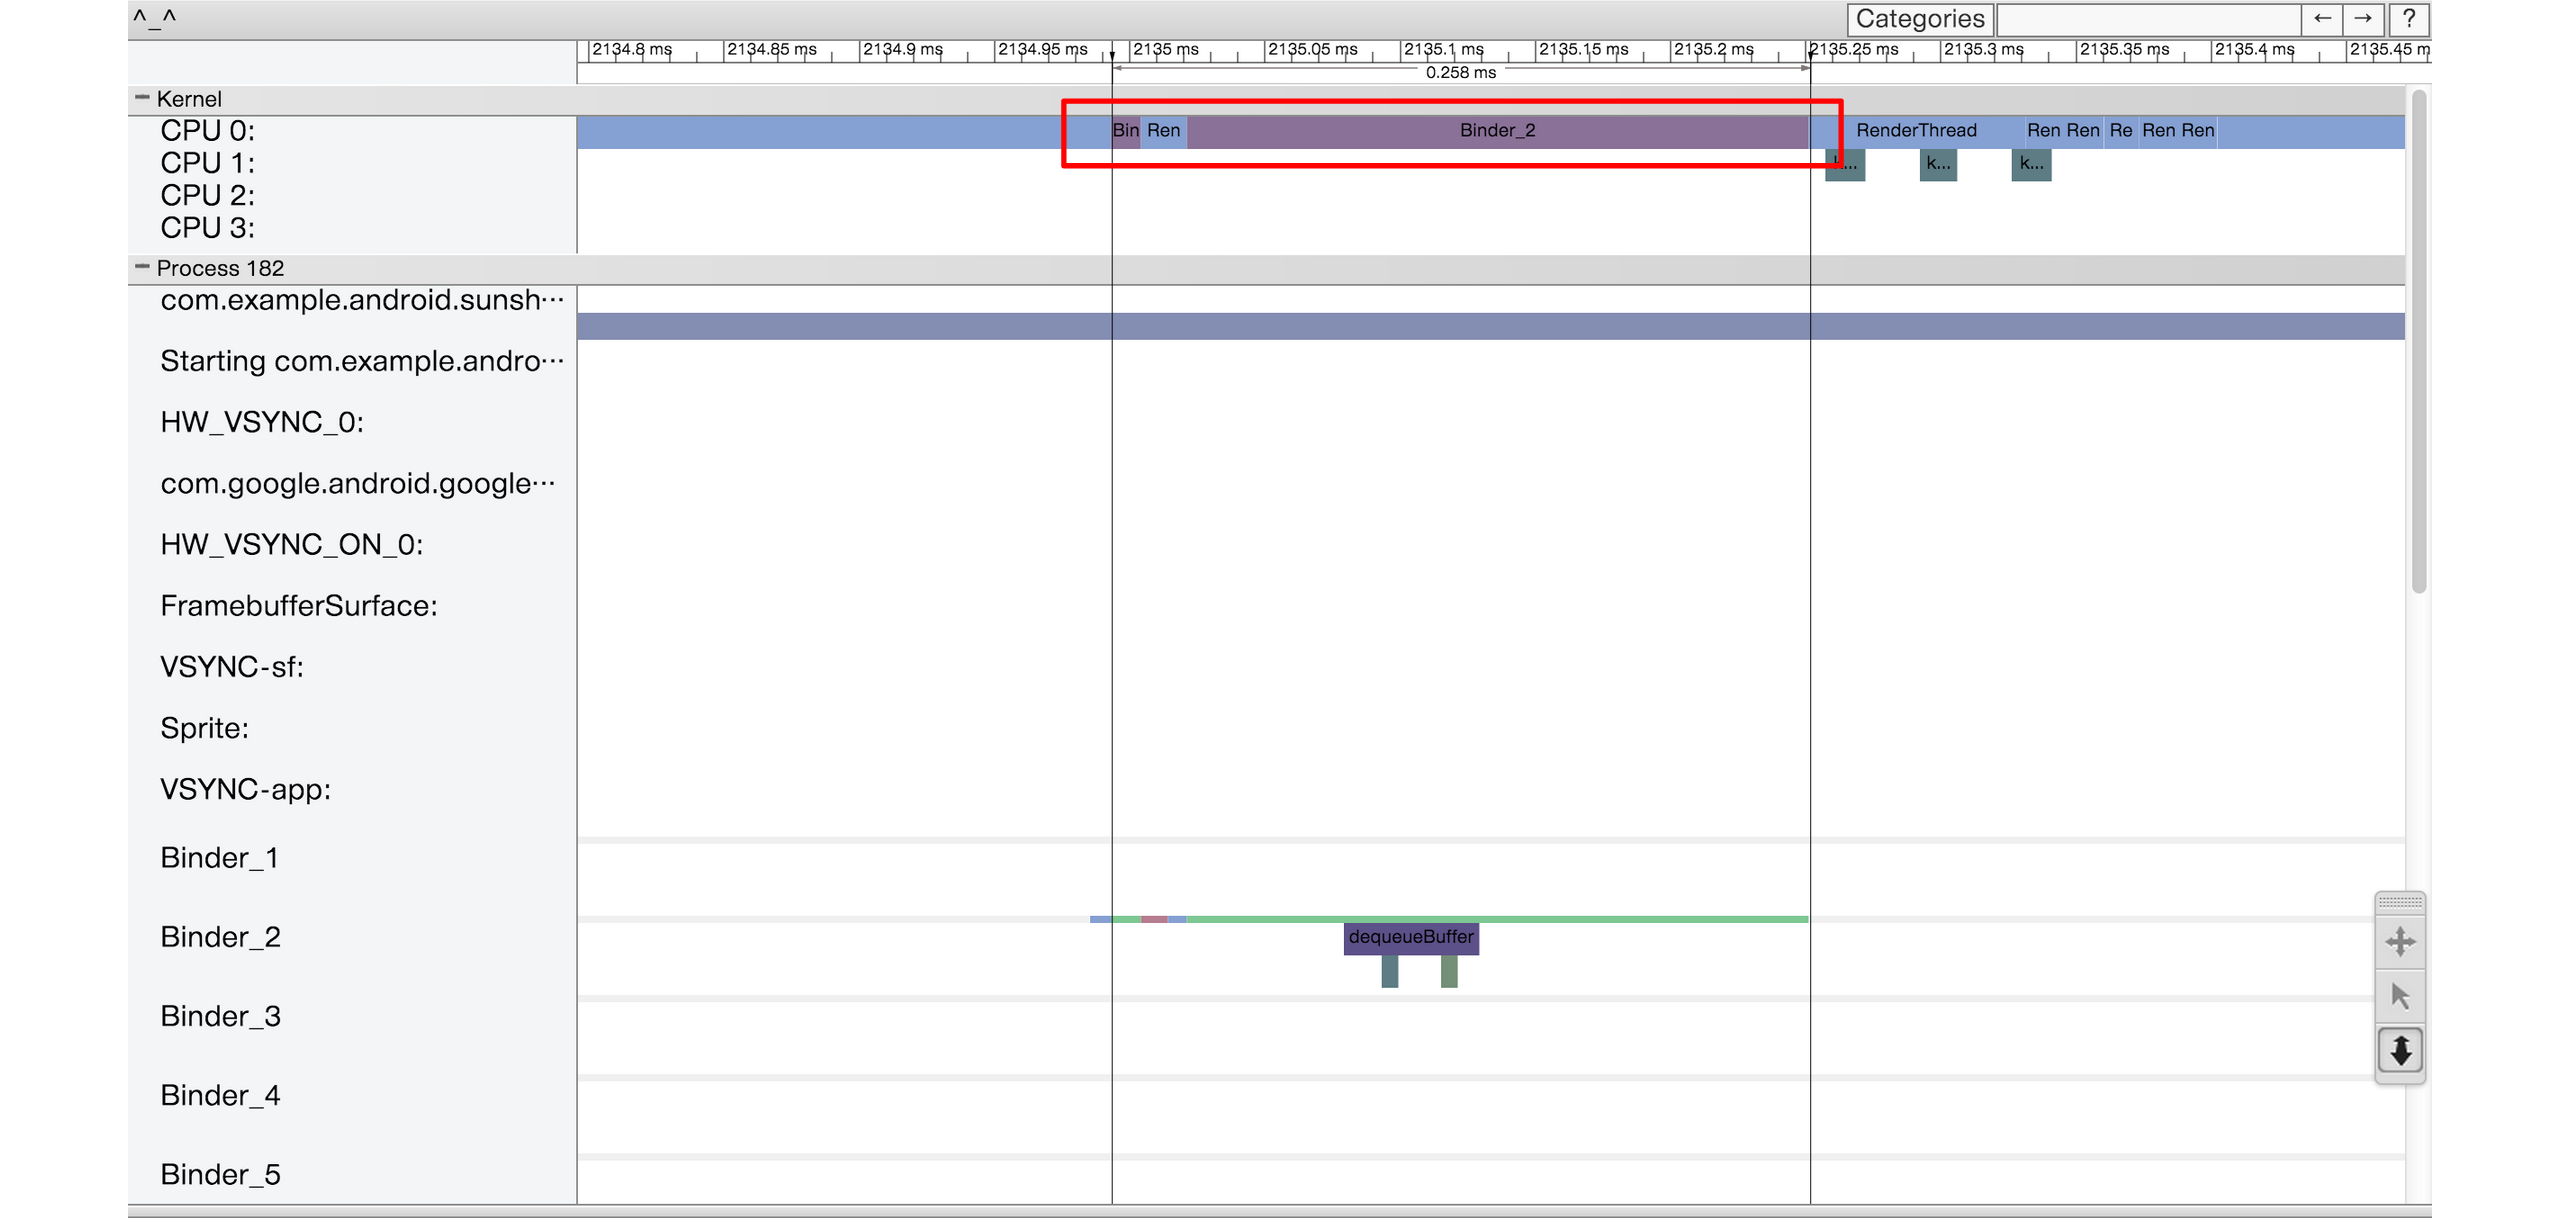 ^_^ Categories ← → ?
2134.8 ms 2134.85 ms 2134.9 ms 2134.95 ms 2135 ms 2135.05 ms 2135.1 ms 2135.15 ms 2135.2 ms 2135.25 ms 2135.3 ms 2135.35 ms 2135.4 ms 2135.45 m
0.258 ms
Kernel
CPU 0: Bin Ren Binder_2 RenderThread Ren Ren Re Ren Ren
CPU 1: k... k... k...
CPU 2:
CPU 3:
Process 182
com.example.android.sunsh···
Starting com.example.andro···
HW_VSYNC_0:
com.google.android.google···
HW_VSYNC_ON_0:
FramebufferSurface:
VSYNC-sf:
Sprite:
VSYNC-app:
Binder_1
Binder_2 dequeueBuffer
Binder_3
Binder_4
Binder_5